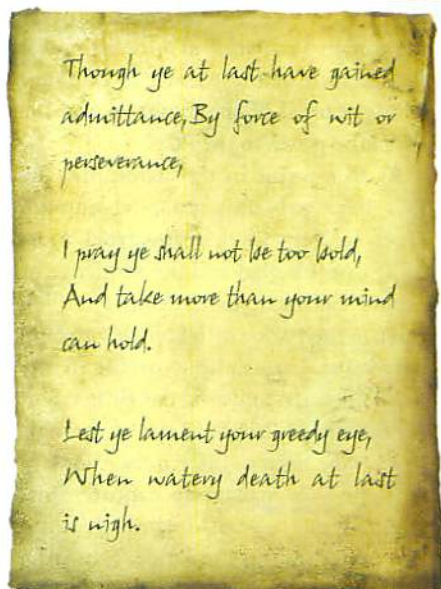 Though ye at last have gained
admittance, By force of wit or
perseverance,
I pray ye shall not be too bold,
And take more than your mind
can hold.
Lest ye lament your greedy eye,
When watery death at last
is nigh.